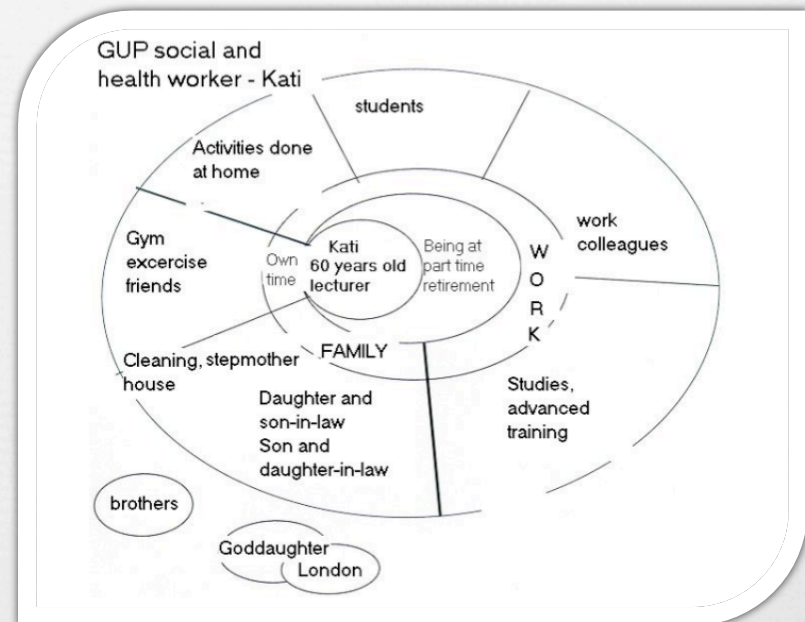 GUP social and
health worker - Kati
students
Activities done
at home
work
colleagues
Gym
excercise
friends
Own
time
Kati
60 years old
lecturer
Being at
part time
retirement
W
O
R
K
FAMILY
Cleaning, stepmother
house
Daughter and
son-in-law
Son and
daughter-in-law
Studies,
advanced
training
brothers
Goddaughter
London